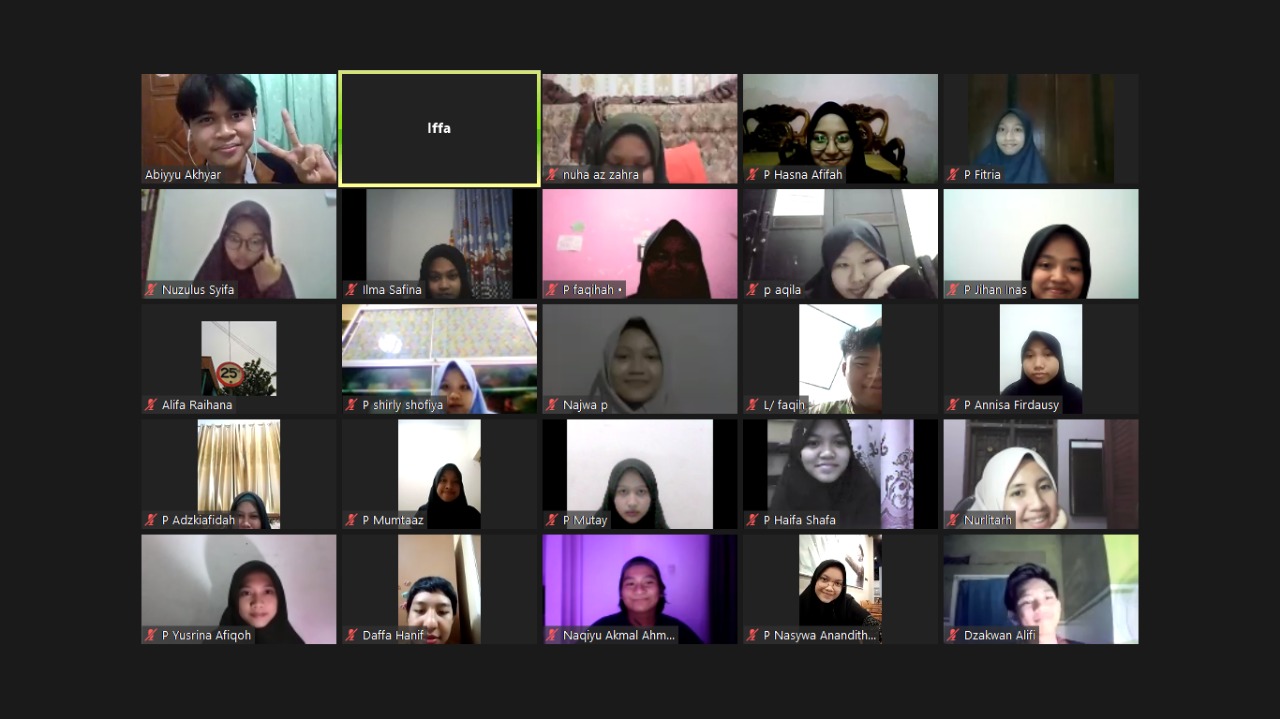 Abiyyu Akhyar
Iffa
nuha az zahra
P Hasna Afifah
P Fitria
Nuzulus Syifa
Ilma Safina
P faqihah •
p aqila
P Jihan Inas
25
Alifa Raihana
P shirly shofiya
Najwa p
L/ faqih
P Annisa Firdausy
P Adzkiafidah
P Mumtaaz
P Mutay
P Haifa Shafa
Nurlitarh
P Yusrina Afiqoh
Daffa Hanif
Naqiyu Akmal Ahm...
P Nasywa Anandith...
Dzakwan Alifi